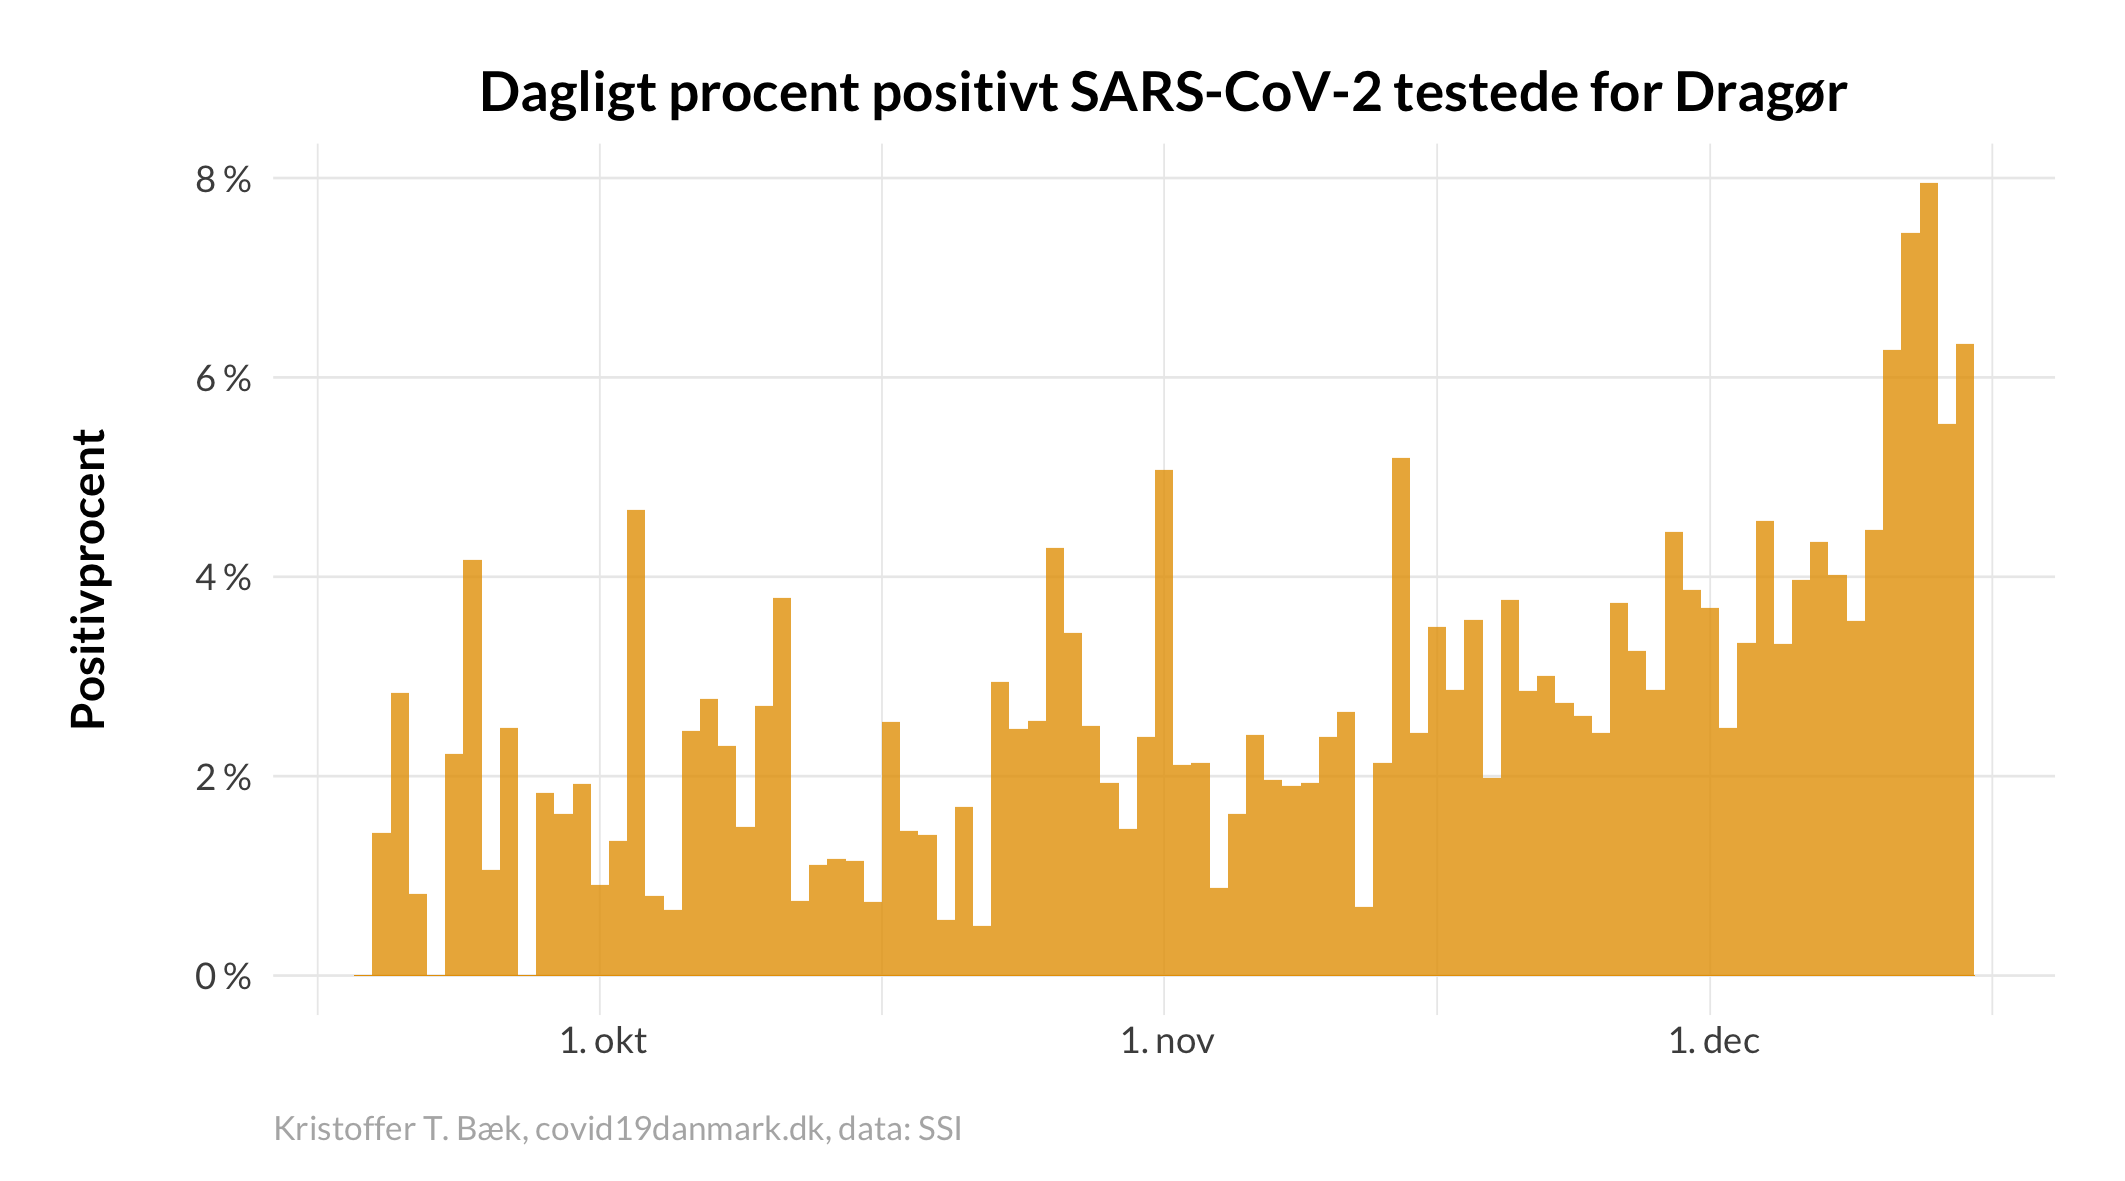 Dagligt procent positivt SARS-CoV-2 testede for Dragør
Positivprocent
8 %
6 %
4 %
2 %
0 %
1. okt
1. nov
1. dec
Kristoffer T. Bæk, covid19danmark.dk, data: SSI